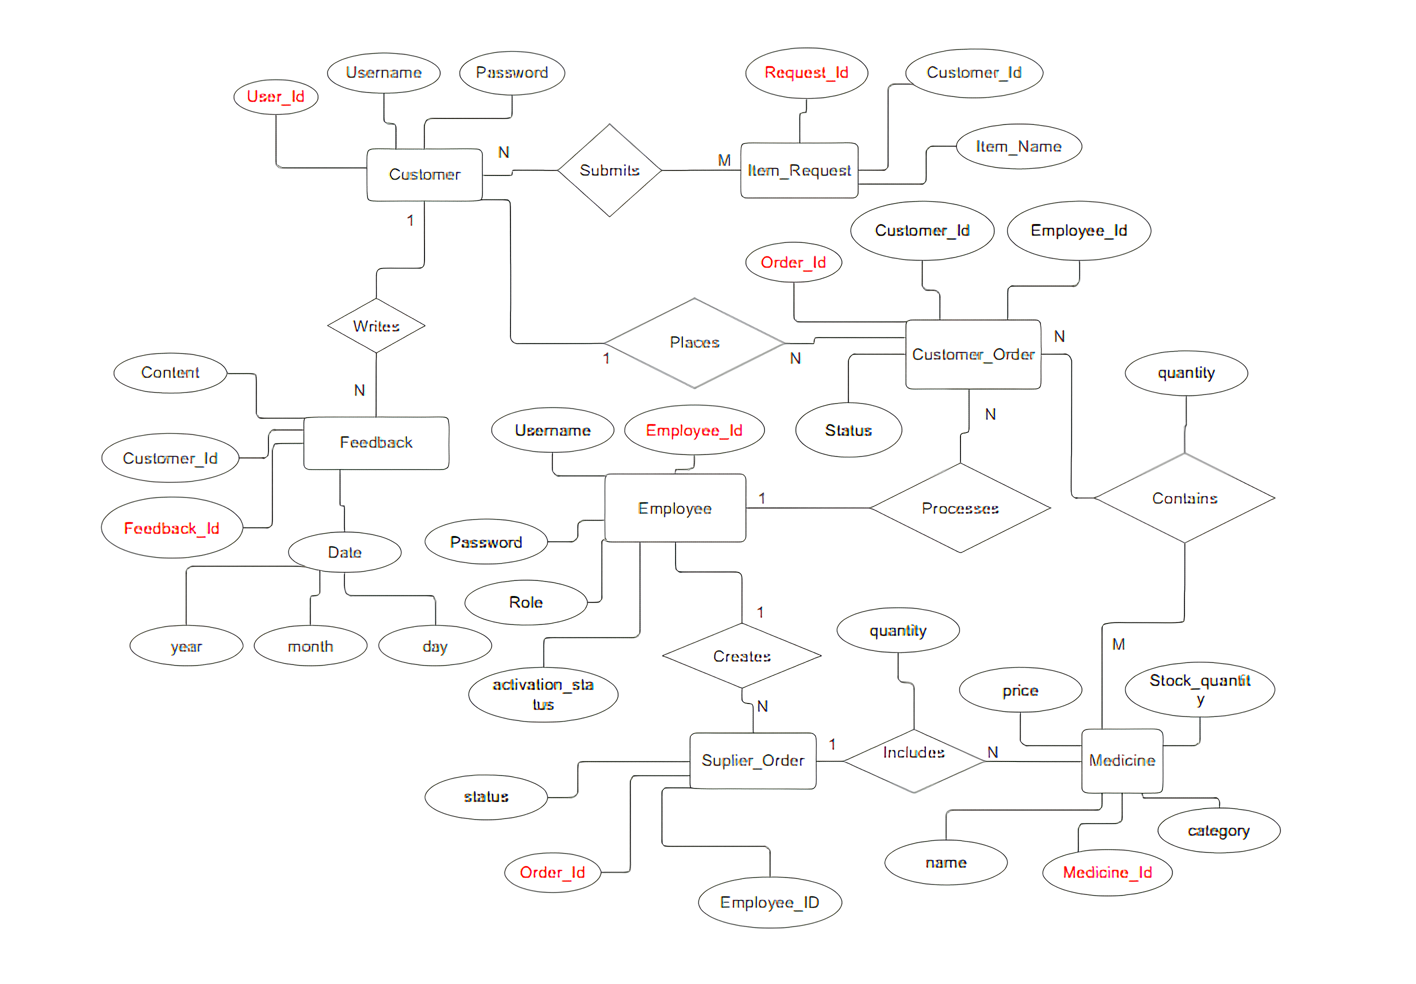 Username
Password
User_Id
Customer
N
Submits
M
Request_Id
Customer_Id
Item_Name
Item_Request
1
Customer_Id
Employee_Id
Order_Id
Writes
Places
1
N
Customer_Order
N
Status
N
quantity
Contains
Content
N
Feedback
Customer_Id
Feedback_Id
Date
year
month
day
Username
Employee_Id
Employee
1
Processes
Password
Role
activation_sta
tus
1
Creates
N
quantity
M
price
Stock_quantit
y
Suplier_Order
1
Includes
N
Medicine
status
Order_Id
Employee_ID
name
Medicine_Id
category